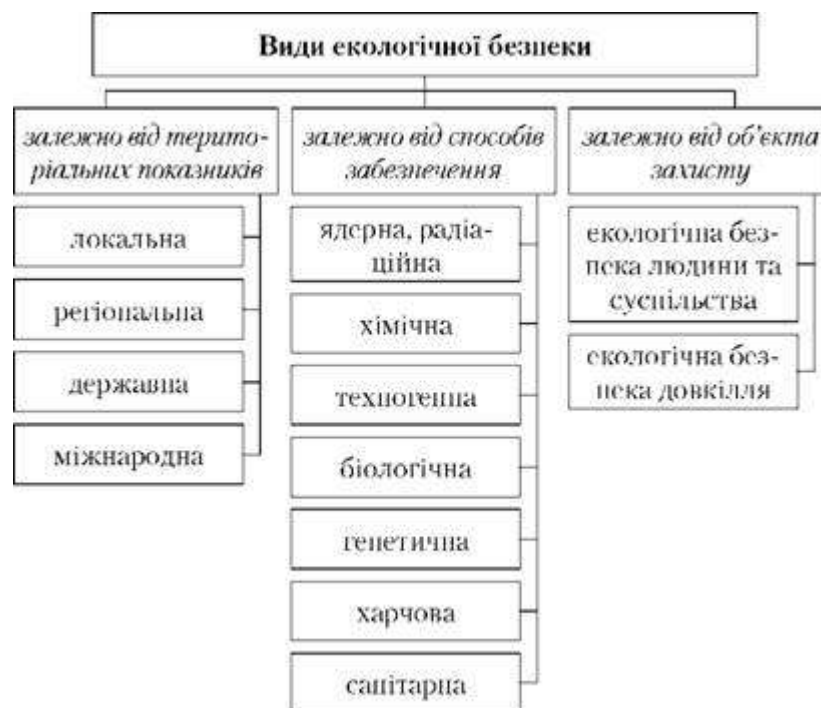 Види екологічної безпеки
залежно від терито-
ріальних показників
локальна
регіональна
державна
міжнародна
залежно від способів
забезпечення
ядерна, радіа-
ційна
хімічна
техногенна
біологічна
генетична
харчова
санітарна
залежно від об’єкта
захисту
екологічна без-
пека людини та
суспільства
екологічна без-
пека довкілля